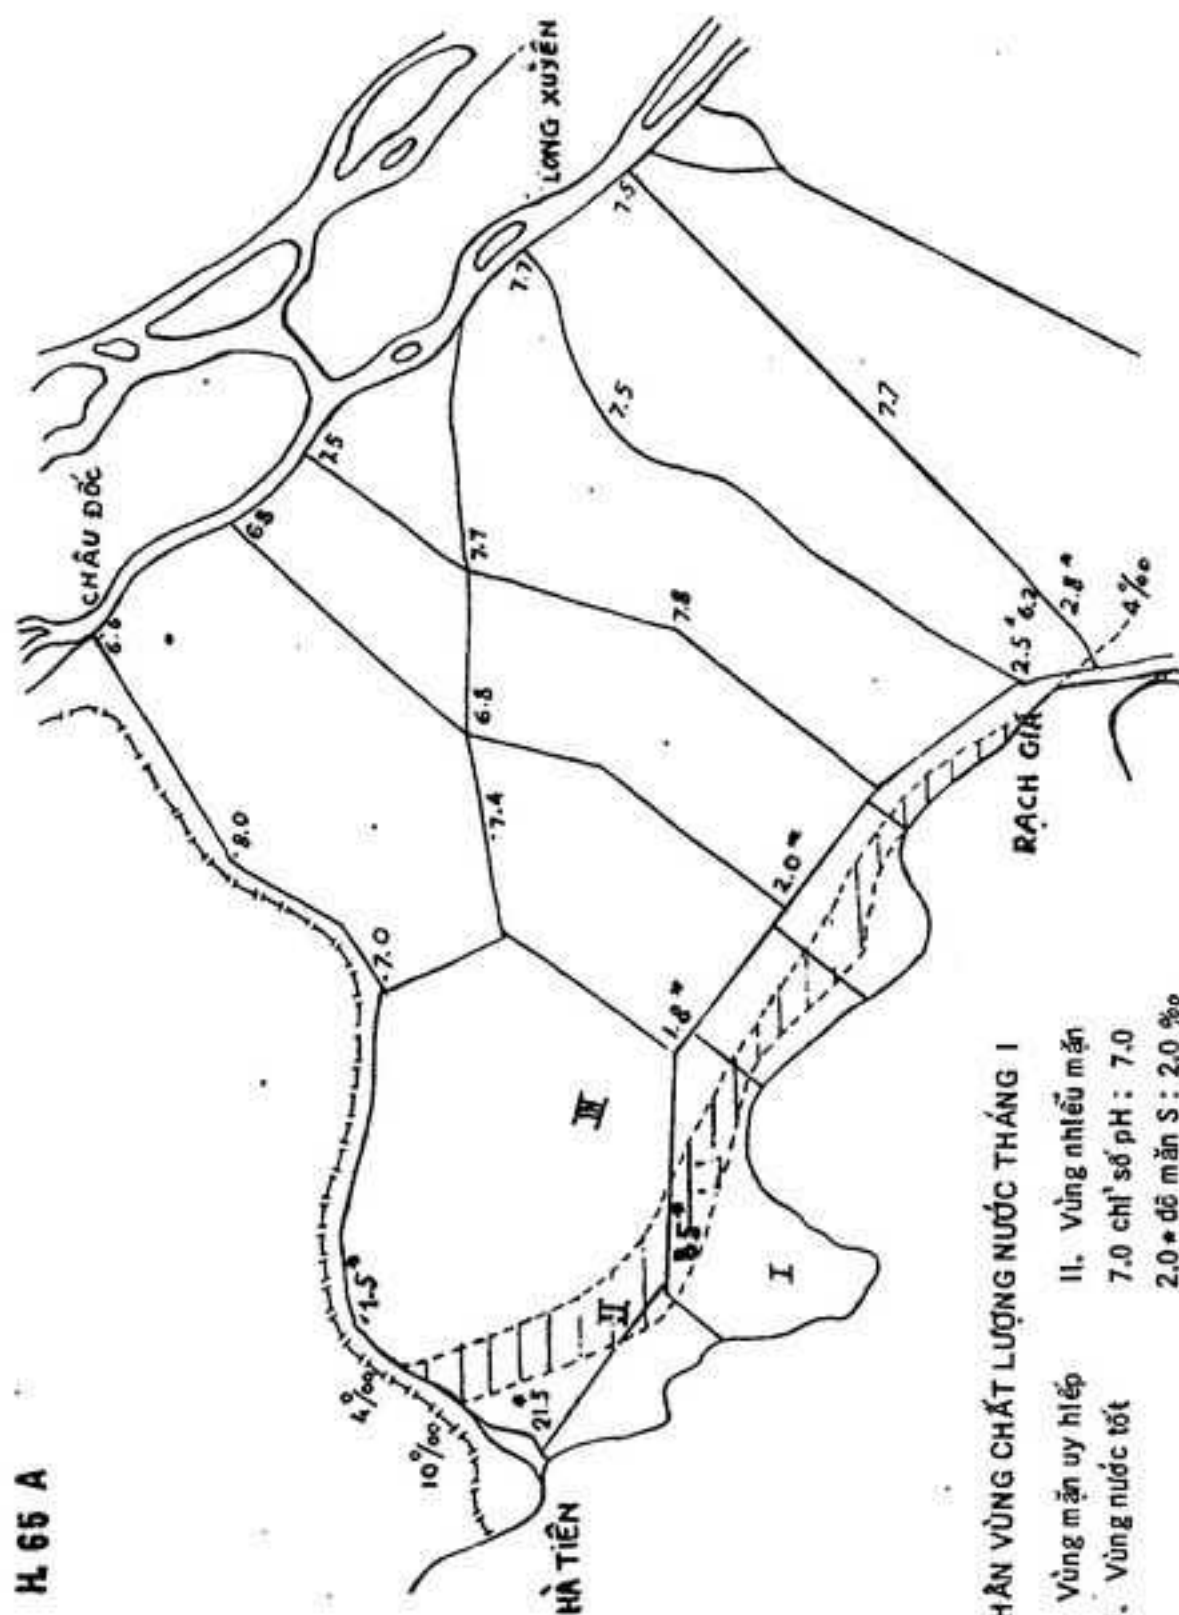 H. 65 A
CHÂU ĐỐC
LONG XUYÊN
6.6
6.8
7.5
7.7
7.5
8.0
7.0
7.4
6.8
7.7
7.8
7.5
7.7
1.5*
4%00
10%00
21.5*
HÀ TIÊN
II
IV
I
8.5*
1.8*
2.0*
2.5* 6.2
2.8*
4%00
RẠCH GIÁ
HÂN VÙNG CHẤT LƯỢNG NƯỚC THÁNG I
Vùng mặn uy hiếp II. Vùng nhiễu mặn
. Vùng nước tốt 7.0 chỉ số pH : 7.0
2.0* độ mặn S : 2.0 %o